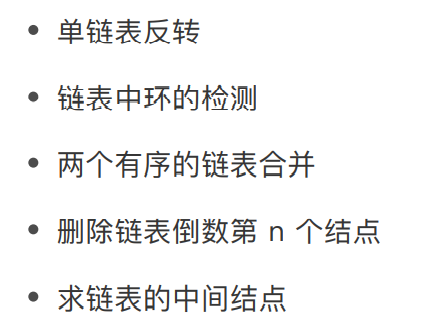 • 单链表反转
• 链表中环的检测
• 两个有序的链表合并
• 删除链表倒数第 n 个结点
• 求链表的中间结点